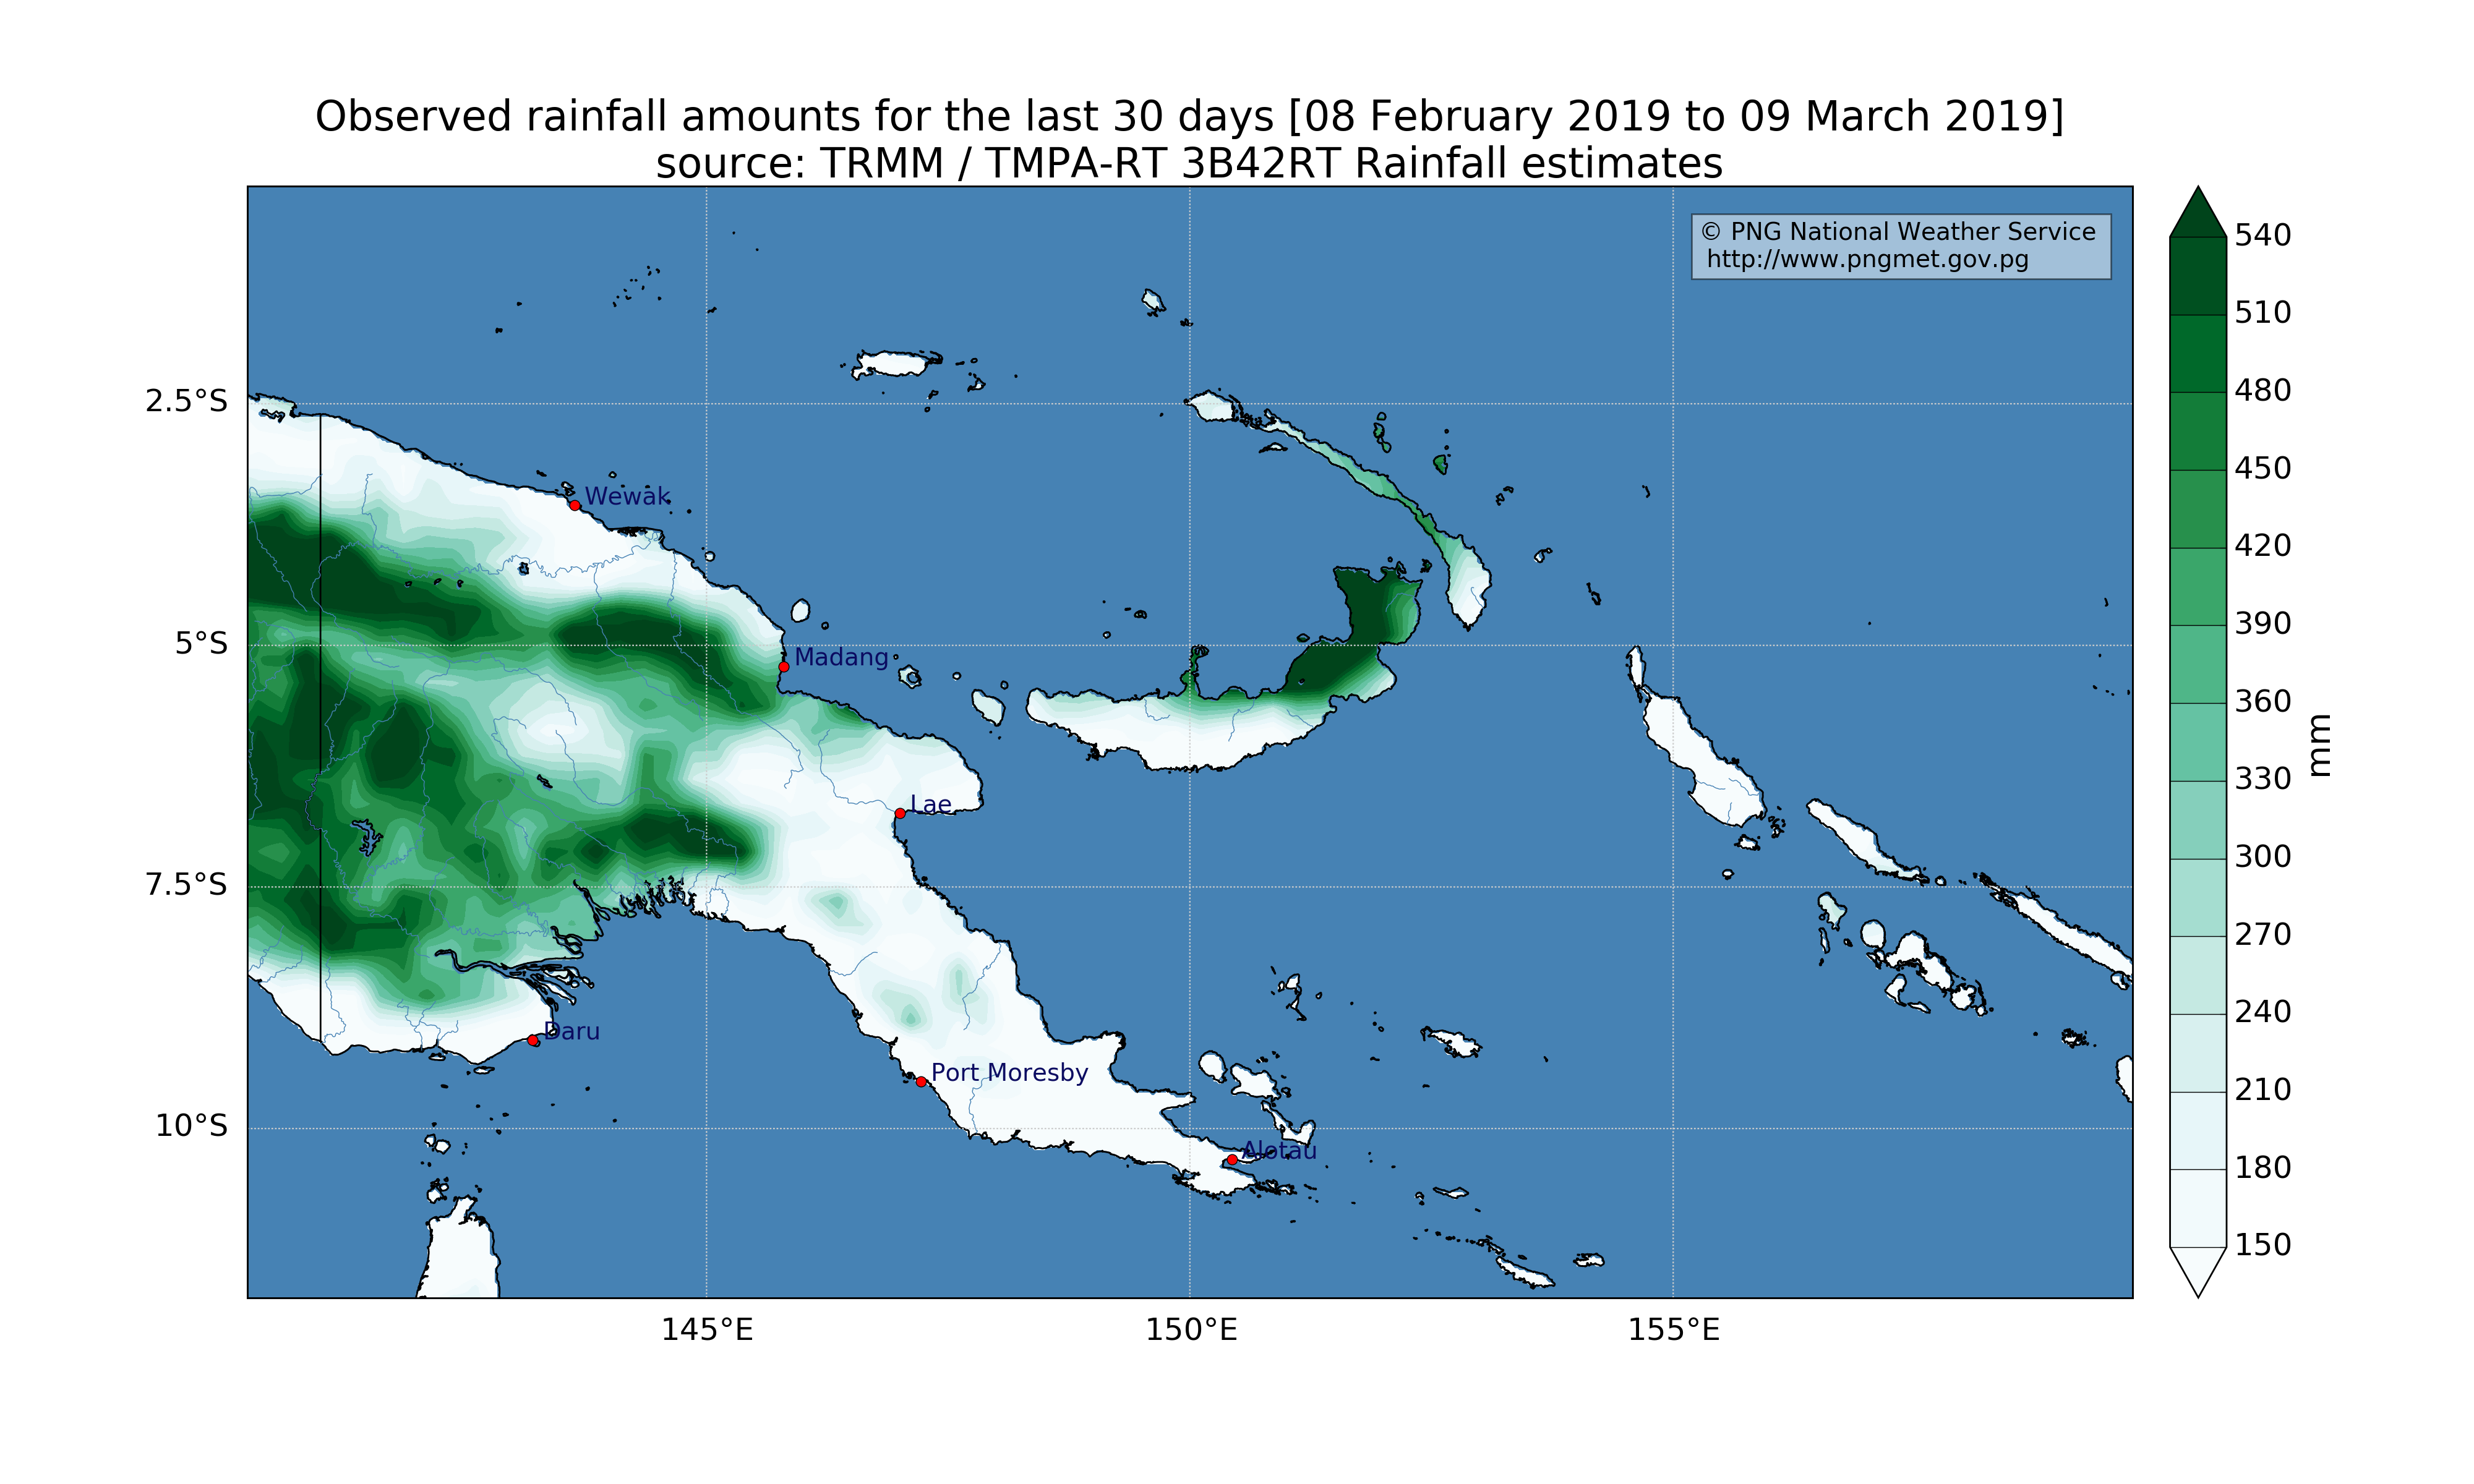 Observed rainfall amounts for the last 30 days [08 February 2019 to 09 March 2019]
source: TRMM / TMPA-RT 3B42RT Rainfall estimates
© PNG National Weather Service
http://www.pngmet.gov.pg
2.5°S
5°S
7.5°S
10°S
Wewak
Madang
Lae
Daru
Port Moresby
Alotau
145°E
150°E
155°E
540
510
480
450
420
390
360
330
300
270
240
210
180
150
mm